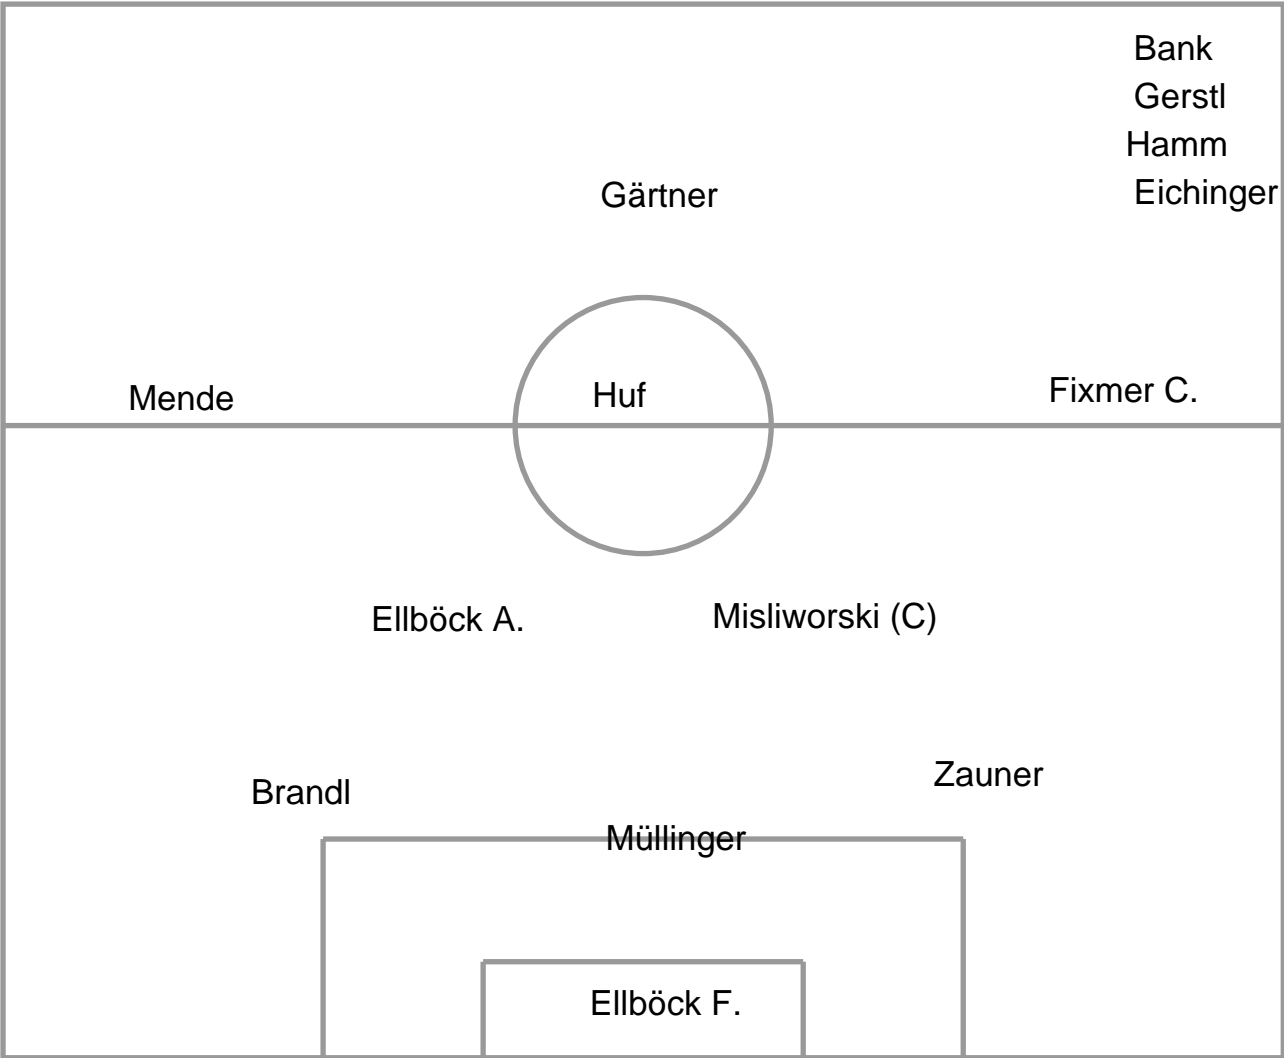 Bank
Gerstl
Hamm
Eichinger
Gärtner
Mende
Huf
Fixmer C.
Ellböck A.
Misliworski (C)
Brandl
Zauner
Müllinger
Ellböck F.